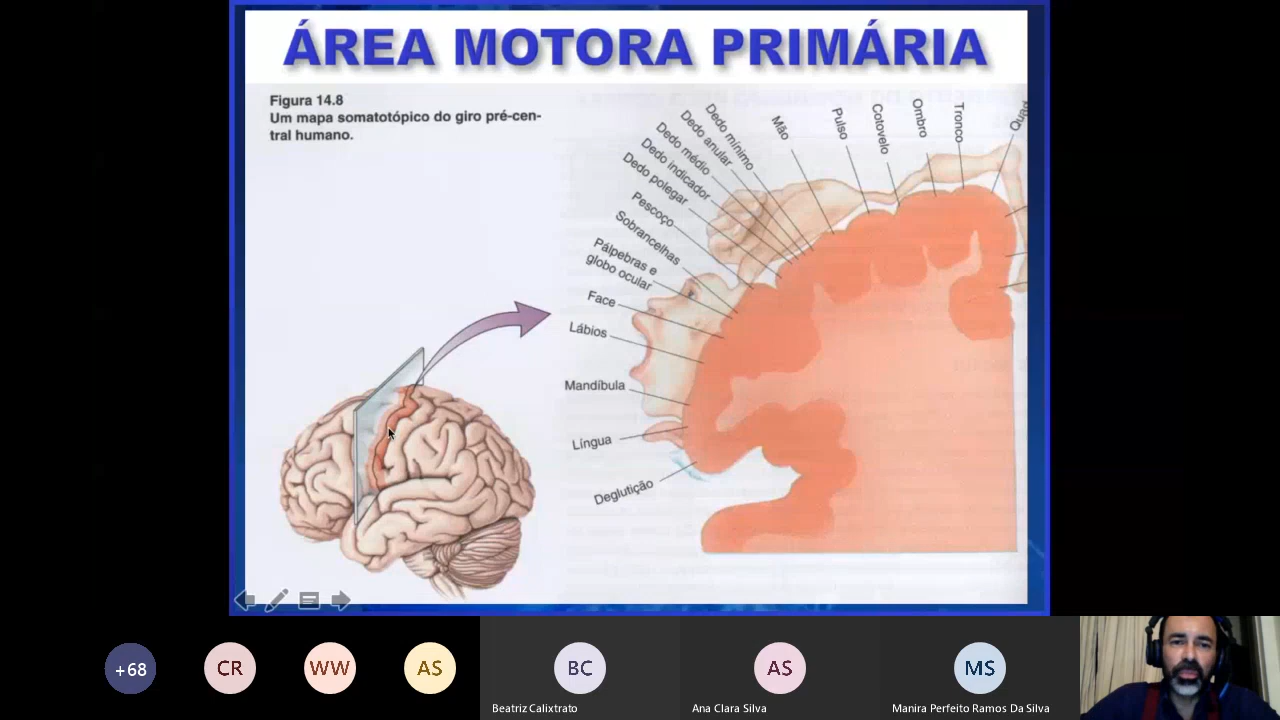 ÁREA MOTORA PRIMÁRIA
Figura 14.8
Um mapa somatotópico do giro pré-cen-
tral humano.
Deglutição
Língua
Mandíbula
Lábios
Face
Pálpebras e
globo ocular
Sobrancelhas
Pescoço
Dedo polegar
Dedo indicador
Dedo médio
Dedo anular
Dedo mínimo
Mão
Pulso
Cotovelo
Ombro
Tronco
Quad
+68
CR
WW
AS
BC
Beatriz Calixtrato
AS
Ana Clara Silva
MS
Manira Perfeito Ramos Da Silva